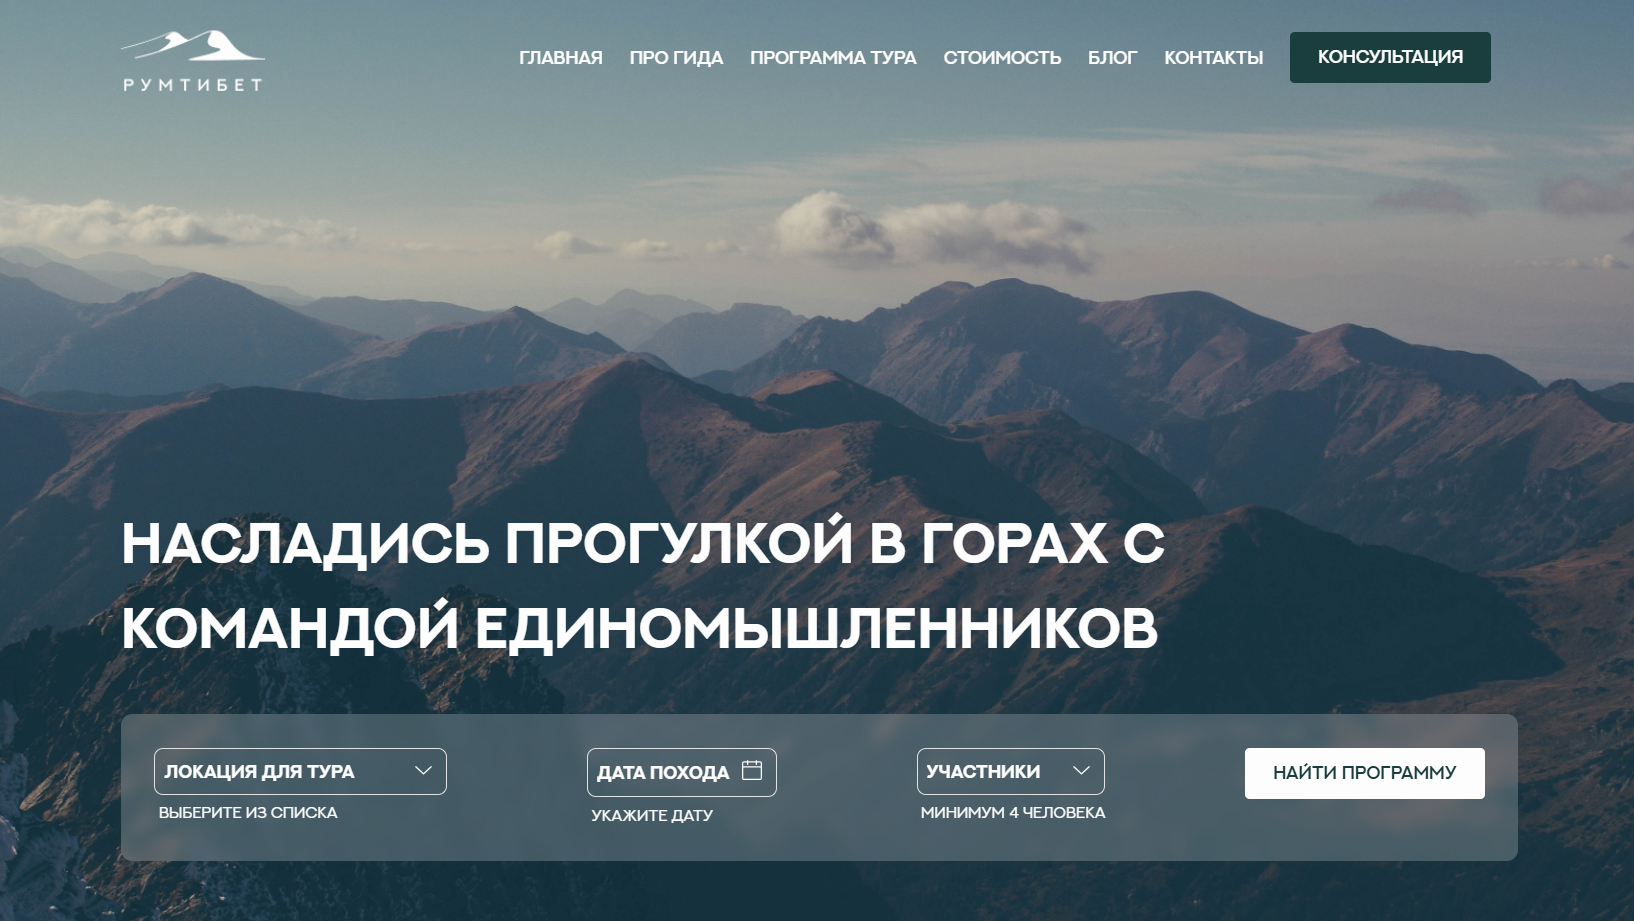 РУМТИБЕТ
ГЛАВНАЯ ПРО ГИДА ПРОГРАММА ТУРА СТОИМОСТЬ БЛОГ КОНТАКТЫ КОНСУЛЬТАЦИЯ
НАСЛАДИСЬ ПРОГУЛКОЙ В ГОРАХ С
КОМАНДОЙ ЕДИНОМЫШЛЕННИКОВ
ЛОКАЦИЯ ДЛЯ ТУРА
ВЫБЕРИТЕ ИЗ СПИСКА
ДАТА ПОХОДА
УКАЖИТЕ ДАТУ
УЧАСТНИКИ
МИНИМУМ 4 ЧЕЛОВЕКА
НАЙТИ ПРОГРАММУ